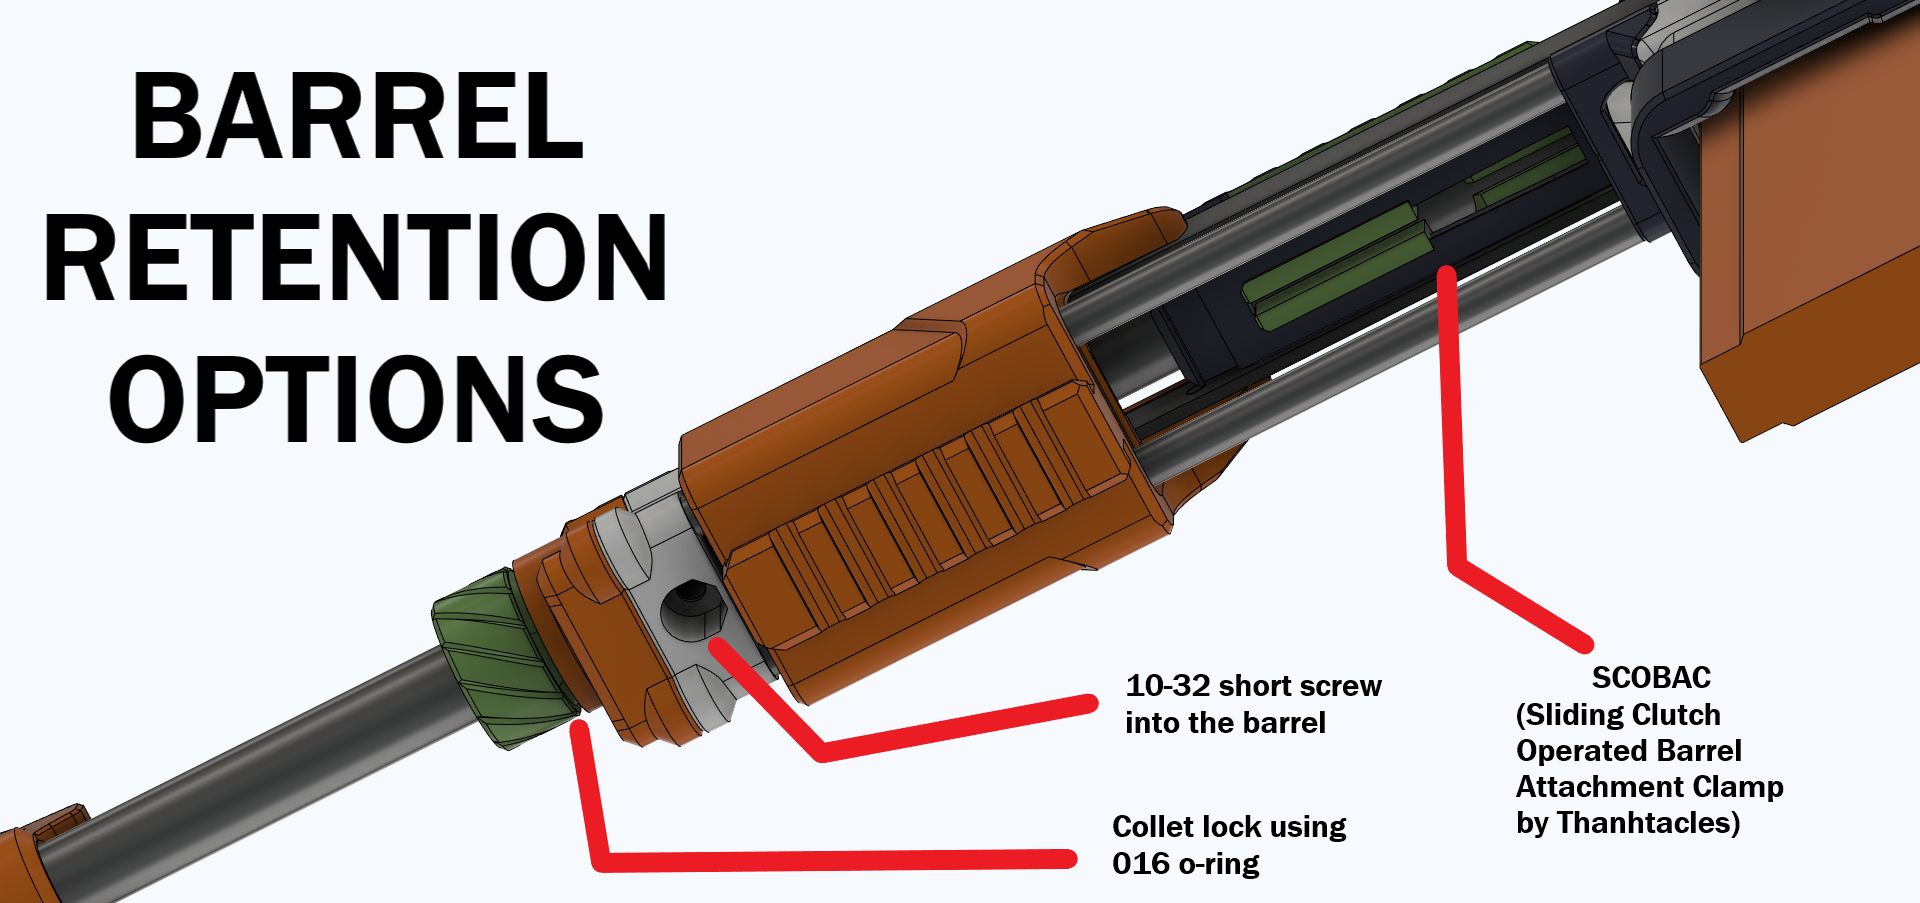 BARREL
RETENTION
OPTIONS
10-32 short screw
into the barrel
Collet lock using
016 o-ring
SCOBAC
(Sliding Clutch
Operated Barrel
Attachment Clamp
by Thanhtacles)